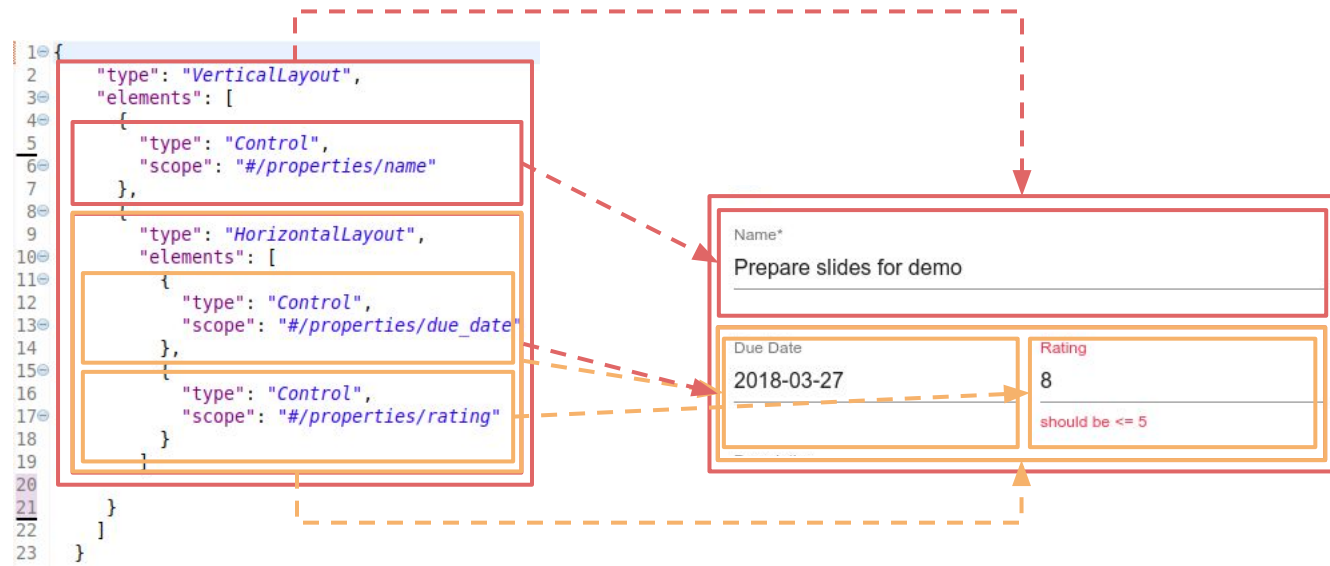 1 {
2 "type": "VerticalLayout",
3 "elements": [
4 {
5 "type": "Control",
6 "scope": "#/properties/name"
7 },
8 {
9 "type": "HorizontalLayout",
10 "elements": [
11 {
12 "type": "Control",
13 "scope": "#/properties/due_date"
14 },
15 {
16 "type": "Control",
17 "scope": "#/properties/rating"
18 }
19 ]
20
21 }
22 ]
23 }
Name*
Prepare slides for demo
Due Date
2018-03-27
Rating
8
should be <= 5